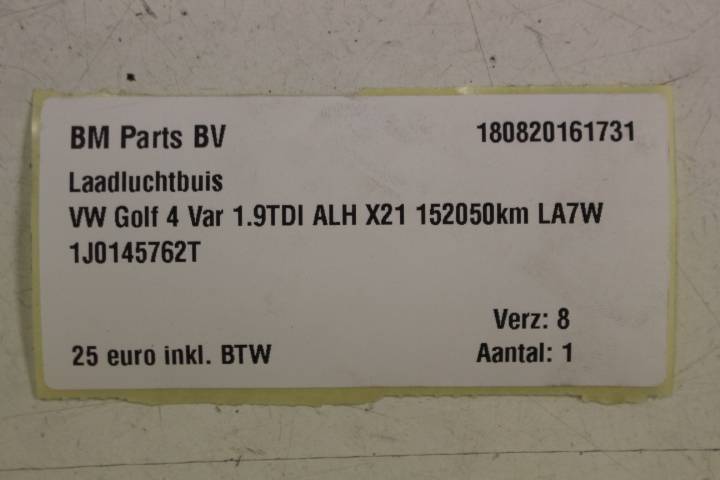 BM Parts BV 180820161731
Laadluchtbuis
VW Golf 4 Var 1.9TDI ALH X21 152050km LA7W
1J0145762T
Verz: 8
25 euro inkl. BTW Aantal: 1